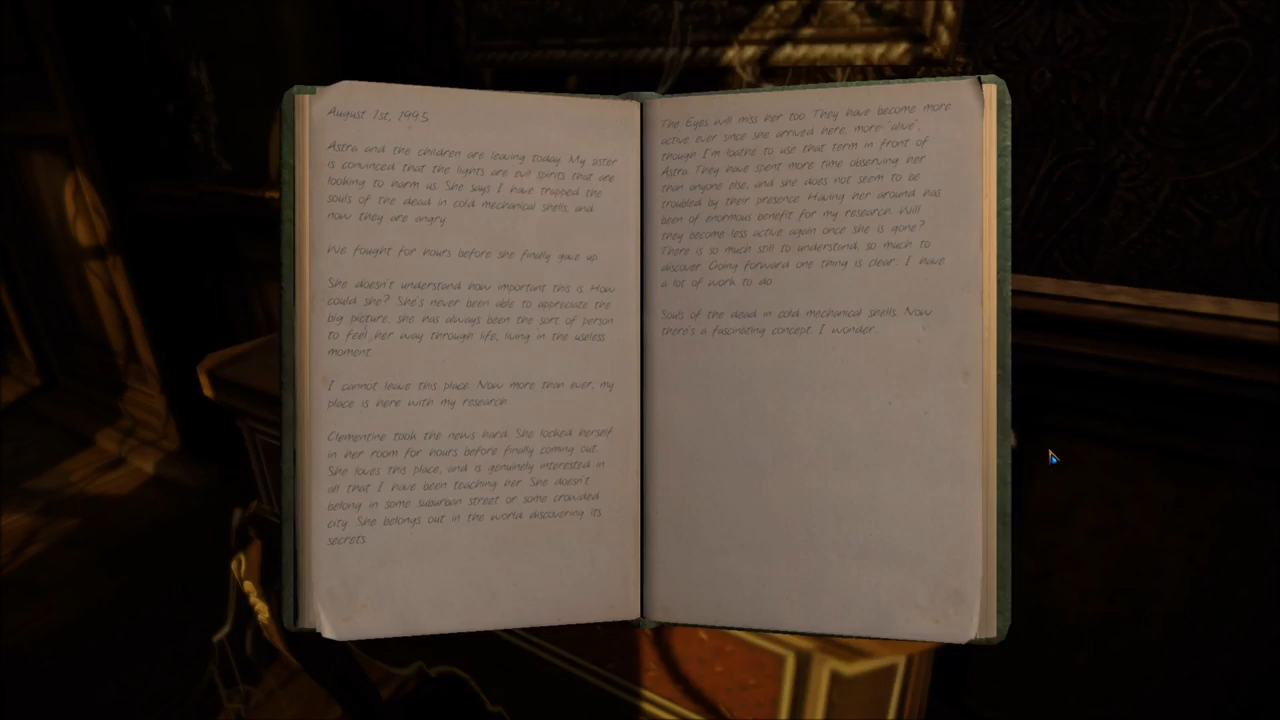 August 1st, 1995
Astra and the children are leaving today. My sister
is convinced that the lights are evil spirits that are
looking to harm us. She says I have trapped the
souls of the dead in cold mechanical shells, and
now they are angry.
We fought for hours before she finally gave up.
She doesn't understand how important this is. How
could she? She's never been able to appreciate the
big picture, she has always been the sort of person
to feel her way through life, living in the useless
moment.
I cannot leave this place. Now more than ever, my
place is here with my research.
Clementine took the news hard. She locked herself
in her room for hours before finally coming out.
She loves this place, and is genuinely interested in
all that I have been teaching her. She doesn't
belong in some suburban street or some crowded
city. She belongs out in the world discovering its
secrets.
The Eyes will miss her too. They have become more
active ever since she arrived here, more "alive",
though I'm loathe to use that term in front of
Astra. They have spent more time observing her
than anyone else, and she does not seem to be
troubled by their presence. Having her around has
been of enormous benefit for my research. Will
they become less active again once she is gone?
There is so much still to understand, so much to
discover. Going forward one thing is clear: I have
a lot of work to do.
Souls of the dead in cold mechanical shells. Now
there's a fascinating concept. I wonder...